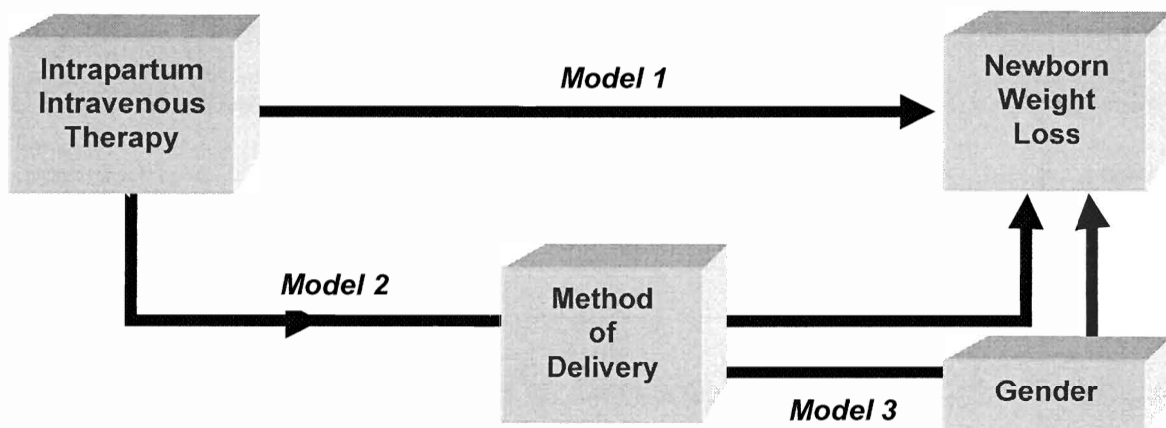 Intrapartum
Intravenous
Therapy
Model 1
Newborn
Weight
Loss
Model 2
Method
of
Delivery
Model 3
Gender